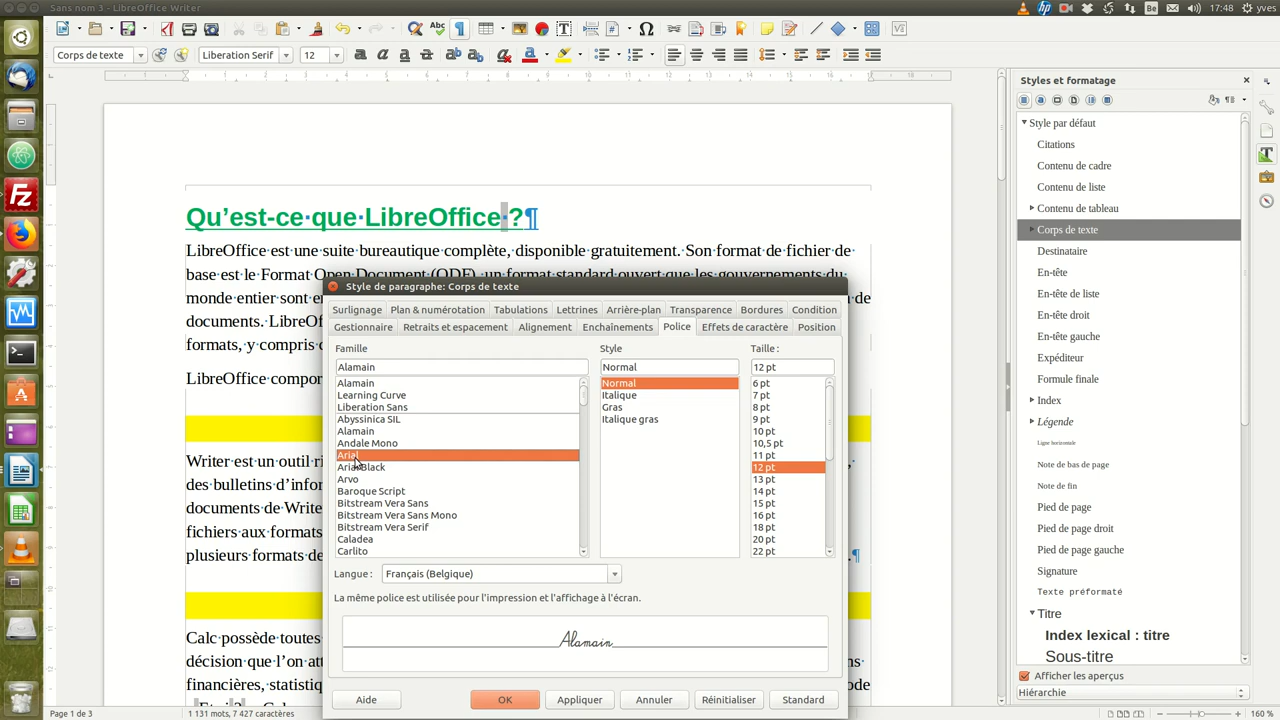 Sans nom 3 - LibreOffice Writer
Be
17:48
yves
Corps de texte
Liberation Serif
12
Qu’est-ce·que·LibreOffice·?¶
LibreOffice·est·une·suite·bureautique·complète,·disponible·gratuitement.·Son·format·de·fichier·de·
base·est·le·Format·Open·Document·(ODF),·un·format·standard·ouvert·que·les·gouvernements·du·
monde·entier·sont·
documents.·LibreOf
formats,·y·compris·
LibreOffice·compor
Writer·est·un·outil·ri
des·bulletins·d’infor
documents·de·Write
fichiers·aux·formats
plusieurs·formats·de
.¶
Calc·possède·toutes
décision·que·l’on·att
financières,·statistiq
Style de paragraphe: Corps de texte
Surlignage
Plan & numérotation
Tabulations
Lettrines
Arrière-plan
Transparence
Bordures
Condition
Gestionnaire
Retraits et espacement
Alignement
Enchaînements
Police
Effets de caractère
Position
Famille
Style
Taille :
Alamain
Normal
12 pt
Alamain
Learning Curve
Liberation Sans
Abyssinica SIL
Alamain
Andale Mono
Arial
Arial Black
Arvo
Baroque Script
Bitstream Vera Sans
Bitstream Vera Sans Mono
Bitstream Vera Serif
Caladea
Carlito
Normal
Italique
Gras
Italique gras
6 pt
7 pt
8 pt
9 pt
10 pt
10,5 pt
11 pt
12 pt
13 pt
14 pt
15 pt
16 pt
18 pt
20 pt
22 pt
Langue :
Français (Belgique)
La même police est utilisée pour l’impression et l’affichage à l’écran.
Alamain
Aide
OK
Appliquer
Annuler
Réinitialiser
Standard
Styles et formatage
Style par défaut
Citations
Contenu de cadre
Contenu de liste
Contenu de tableau
Corps de texte
Destinataire
En-tête
En-tête de liste
En-tête droit
En-tête gauche
Expéditeur
Formule finale
Index
Légende
Ligne horizontale
Note de bas de page
Note de fin
Pied de page
Pied de page droit
Pied de page gauche
Signature
Texte préformaté
Titre
Index lexical : titre
Sous-titre
Afficher les aperçus
Hiérarchie
Page 1 de 3
1 131 mots, 7 427 caractères
160 %